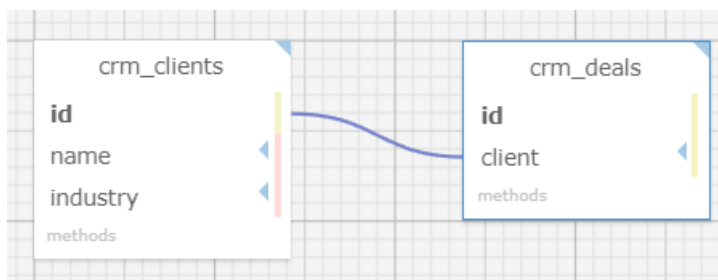 crm_clients
id
name
industry
methods
crm_deals
id
client
methods